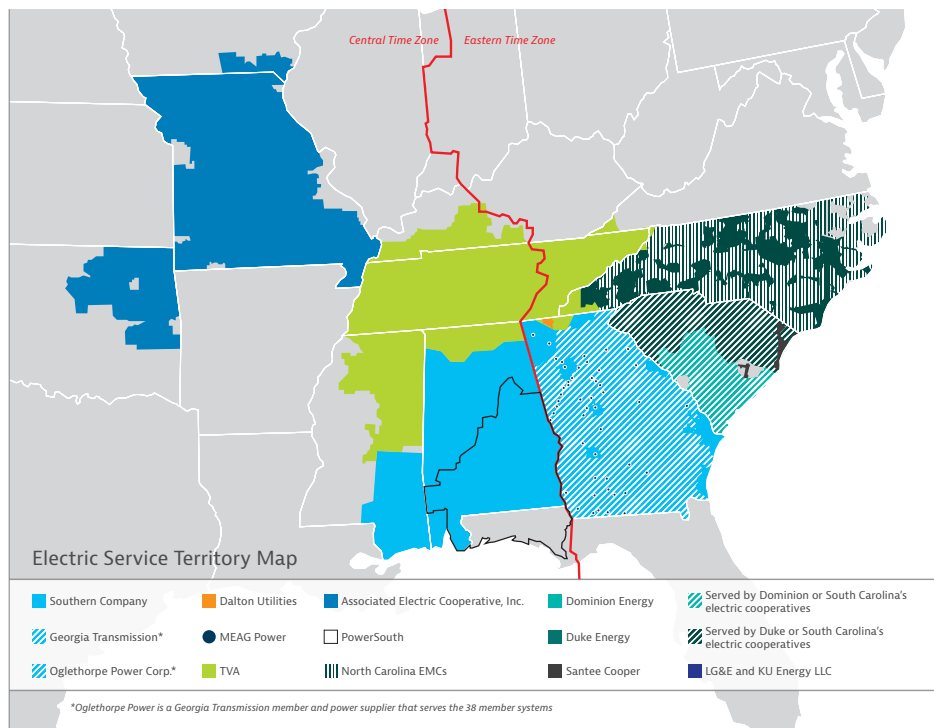 Central Time Zone
Eastern Time Zone
Electric Service Territory Map
Southern Company
Dalton Utilities
Associated Electric Cooperative, Inc.
Dominion Energy
Served by Dominion or South Carolina's
electric cooperatives
Georgia Transmission*
MEAG Power
PowerSouth
Duke Energy
Served by Duke or South Carolina's
electric cooperatives
Oglethorpe Power Corp.*
TVA
North Carolina EMCs
Santee Cooper
LG&E and KU Energy LLC
*Oglethorpe Power is a Georgia Transmission member and power supplier that serves the 38 member systems